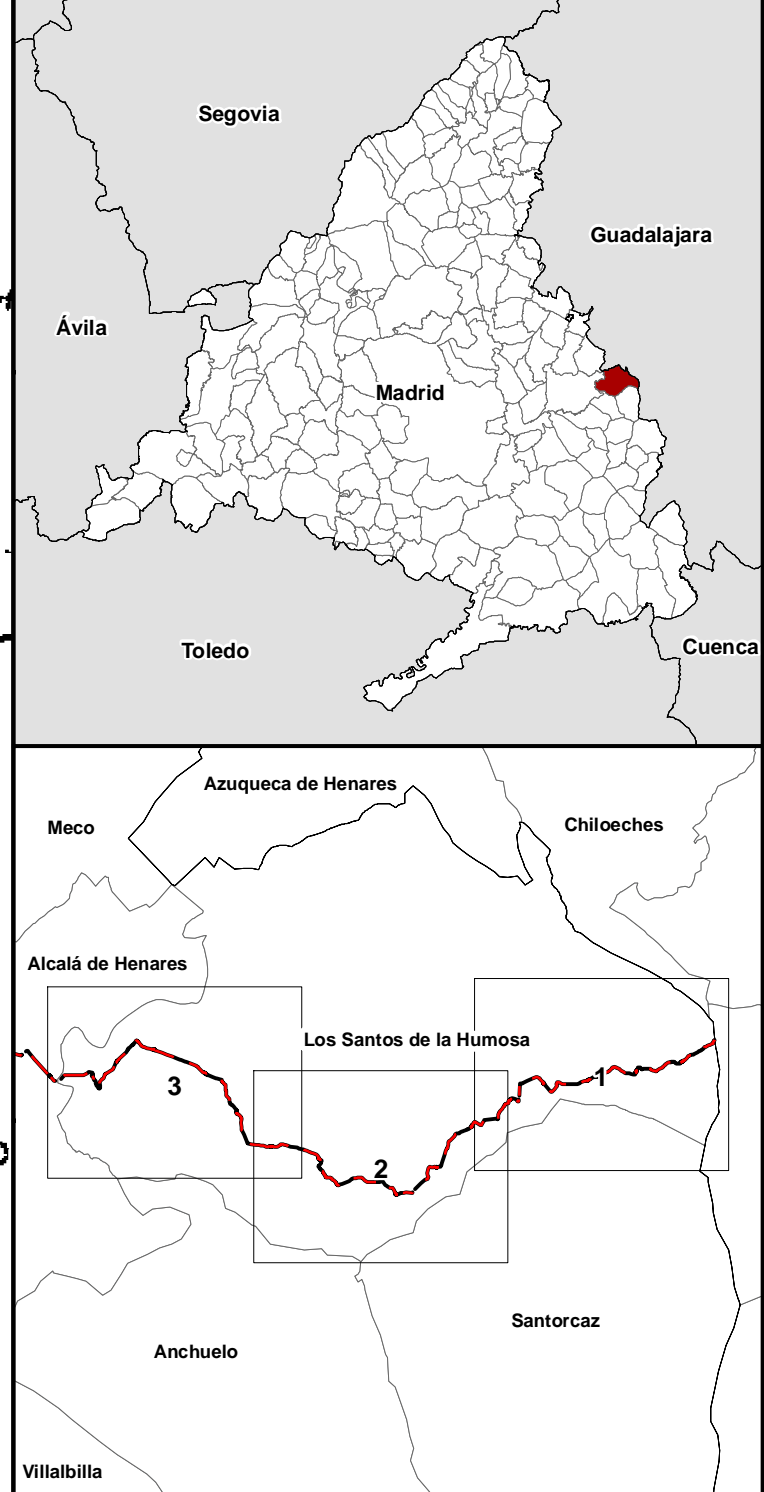 Segovia
Guadalajara
Ávila
Madrid
Toledo
Cuenca
Azuqueca de Henares
Meco
Chiloeches
Alcalá de Henares
Los Santos de la Humosa
1
3
2
Santorcaz
Anchuelo
Villalbilla